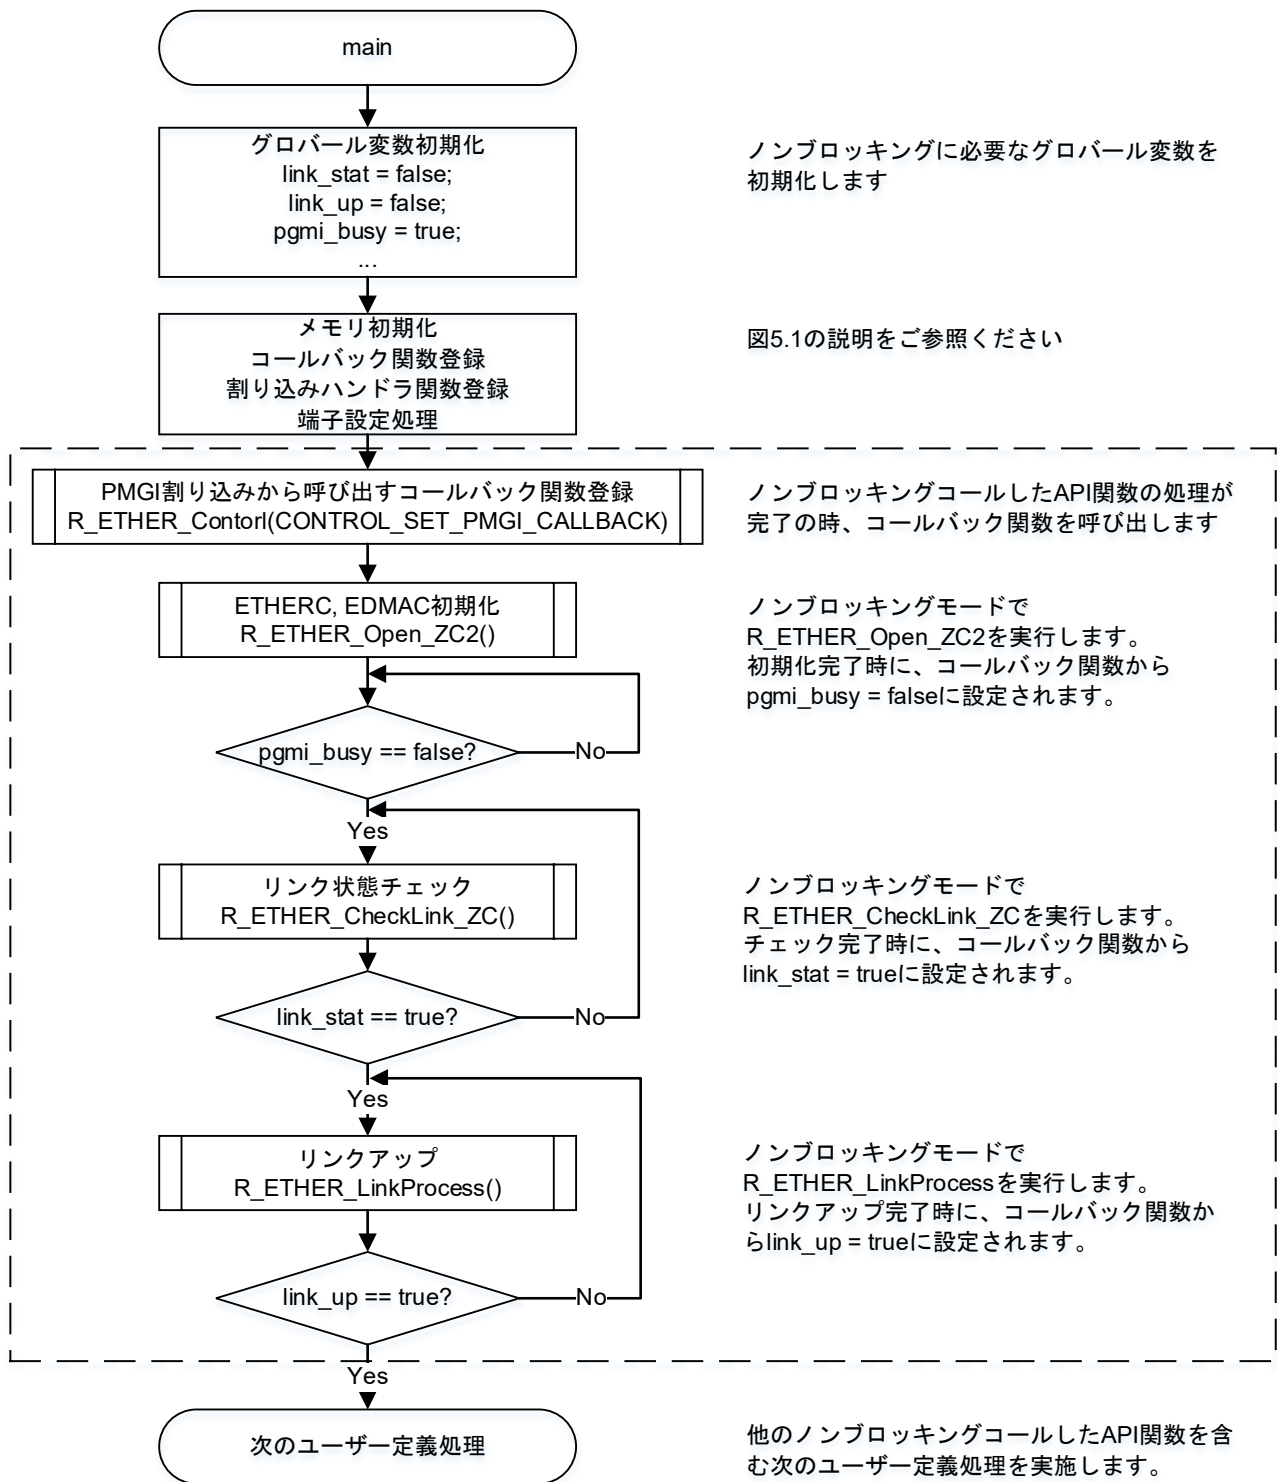 main
グロバール変数初期化
link_stat = false;
link_up = false;
pgmi_busy = true;
...
ノンブロッキングに必要なグロバール変数を
初期化します
メモリ初期化
コールバック関数登録
割り込みハンドラ関数登録
端子設定処理
図5.1の説明をご参照ください
PMGI割り込みから呼び出すコールバック関数登録
R_ETHER_Contorl(CONTROL_SET_PMGI_CALLBACK)
ノンブロッキングコールしたAPI関数の処理が
完了の時、コールバック関数を呼び出します
ETHERC, EDMAC初期化
R_ETHER_Open_ZC2()
ノンブロッキングモードで
R_ETHER_Open_ZC2を実行します。
初期化完了時に、コールバック関数から
pgmi_busy = falseに設定されます。
pgmi_busy == false?
No
Yes
リンク状態チェック
R_ETHER_CheckLink_ZC()
ノンブロッキングモードで
R_ETHER_CheckLink_ZCを実行します。
チェック完了時に、コールバック関数から
link_stat = trueに設定されます。
link_stat == true?
No
Yes
リンクアップ
R_ETHER_LinkProcess()
ノンブロッキングモードで
R_ETHER_LinkProcessを実行します。
リンクアップ完了時に、コールバック関数か
らlink_up = trueに設定されます。
link_up == true?
No
Yes
次のユーザー定義処理
他のノンブロッキングコールしたAPI関数を含
む次のユーザー定義処理を実施します。